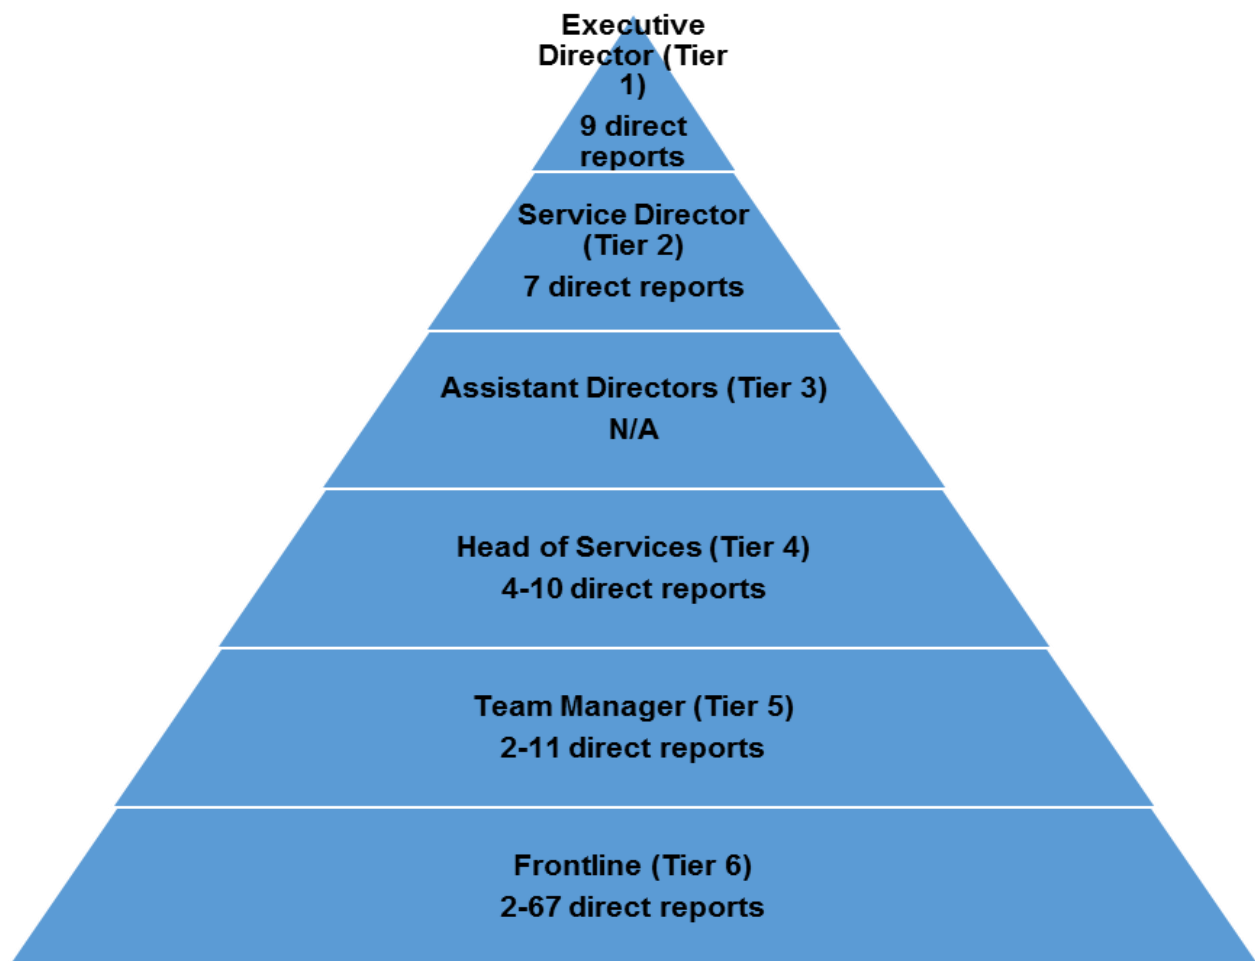 Executive
Director (Tier
1)
9 direct
reports
Service Director
(Tier 2)
7 direct reports
Assistant Directors (Tier 3)
N/A
Head of Services (Tier 4)
4-10 direct reports
Team Manager (Tier 5)
2-11 direct reports
Frontline (Tier 6)
2-67 direct reports